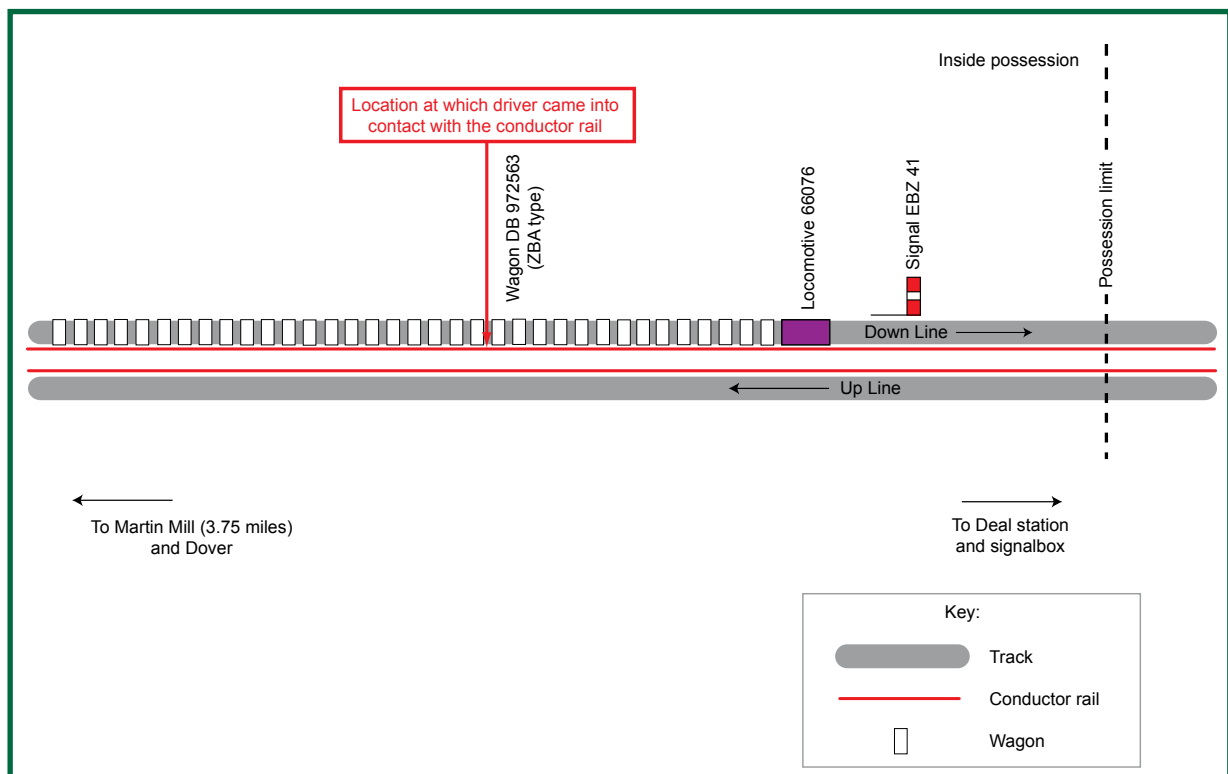 Inside possession
Location at which driver came into
contact with the conductor rail
Wagon DB 972563
(ZBA type)
Locomotive 66076
Signal EBZ 41
Possession limit
Down Line
Up Line
To Martin Mill (3.75 miles)
and Dover
To Deal station
and signalbox
Key:
Track
Conductor rail
Wagon